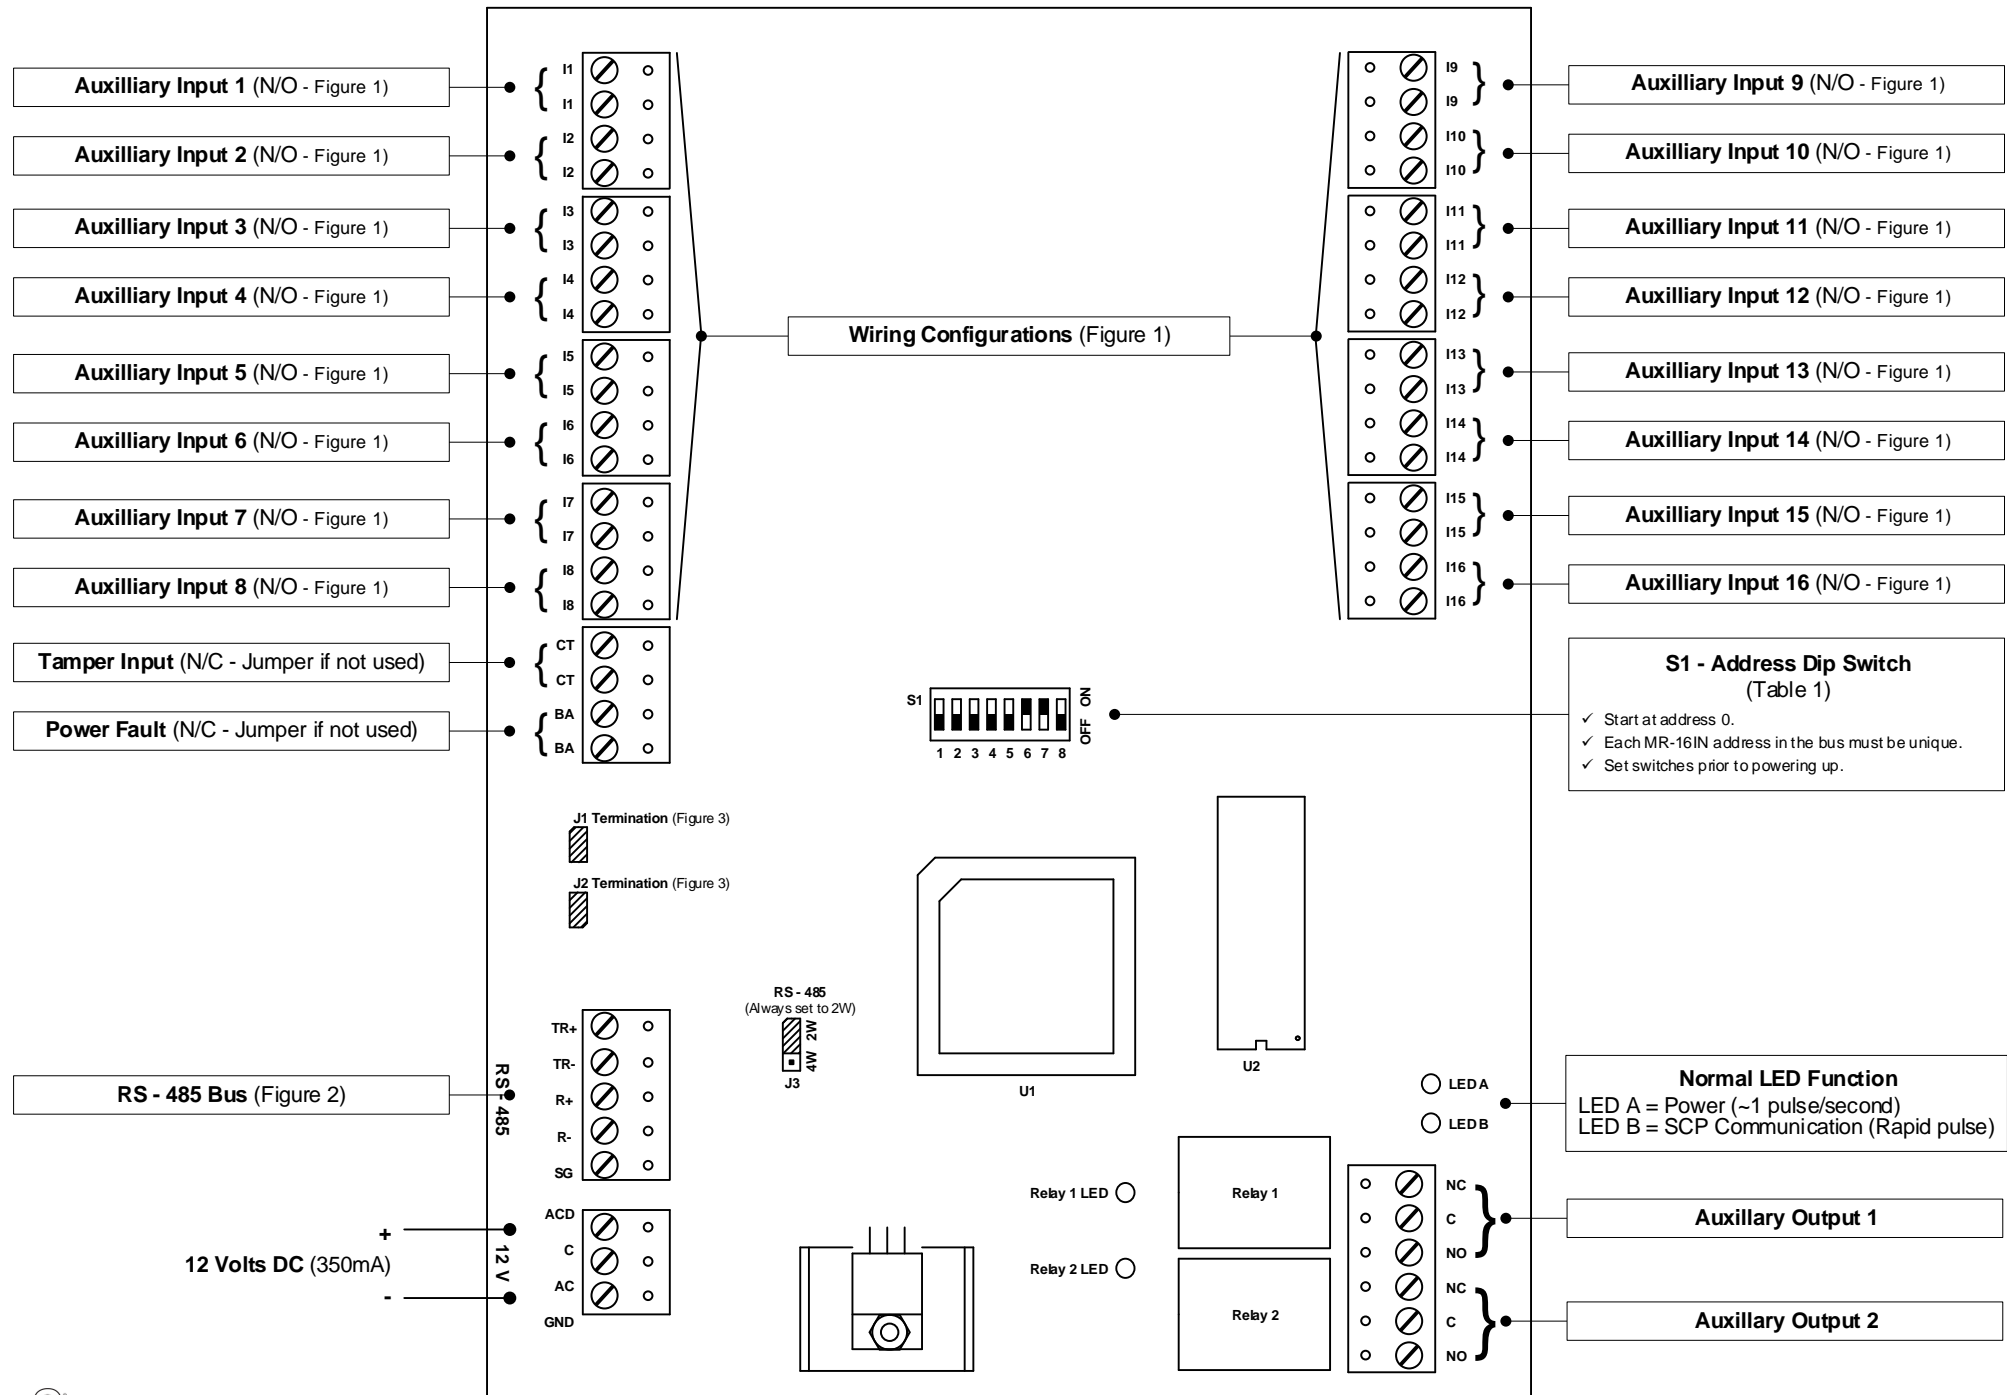 Auxilliary Input 1 (N/O - Figure 1)
Auxilliary Input 2 (N/O - Figure 1)
Auxilliary Input 3 (N/O - Figure 1)
Auxilliary Input 4 (N/O - Figure 1)
Auxilliary Input 5 (N/O - Figure 1)
Auxilliary Input 6 (N/O - Figure 1)
Auxilliary Input 7 (N/O - Figure 1)
Auxilliary Input 8 (N/O - Figure 1)
Tamper Input (N/C - Jumper if not used)
Power Fault (N/C - Jumper if not used)
RS - 485 Bus (Figure 2)
+
12 Volts DC (350mA)
-
I1
I1
I2
I2
I3
I3
I4
I4
I5
I5
I6
I6
I7
I7
I8
I8
CT
CT
BA
BA
J1 Termination (Figure 3)
J2 Termination (Figure 3)
RS - 485
TR+
TR-
R+
R-
SG
12 V
ACD
C
AC
GND
Wiring Configurations (Figure 1)
S1
1 2 3 4 5 6 7 8
OFF ON
RS - 485
(Always set to 2W)
4W 2W
J3
U1
U2
LED A
LED B
Relay 1 LED
Relay 1
Relay 2 LED
Relay 2
I9
I9
I10
I10
I11
I11
I12
I12
I13
I13
I14
I14
I15
I15
I16
I16
NC
C
NO
NC
C
NO
Auxilliary Input 9 (N/O - Figure 1)
Auxilliary Input 10 (N/O - Figure 1)
Auxilliary Input 11 (N/O - Figure 1)
Auxilliary Input 12 (N/O - Figure 1)
Auxilliary Input 13 (N/O - Figure 1)
Auxilliary Input 14 (N/O - Figure 1)
Auxilliary Input 15 (N/O - Figure 1)
Auxilliary Input 16 (N/O - Figure 1)
S1 - Address Dip Switch
(Table 1)
✓ Start at address 0.
✓ Each MR-16IN address in the bus must be unique.
✓ Set switches prior to powering up.
Normal LED Function
LED A = Power (~1 pulse/second)
LED B = SCP Communication (Rapid pulse)
Auxillary Output 1
Auxillary Output 2